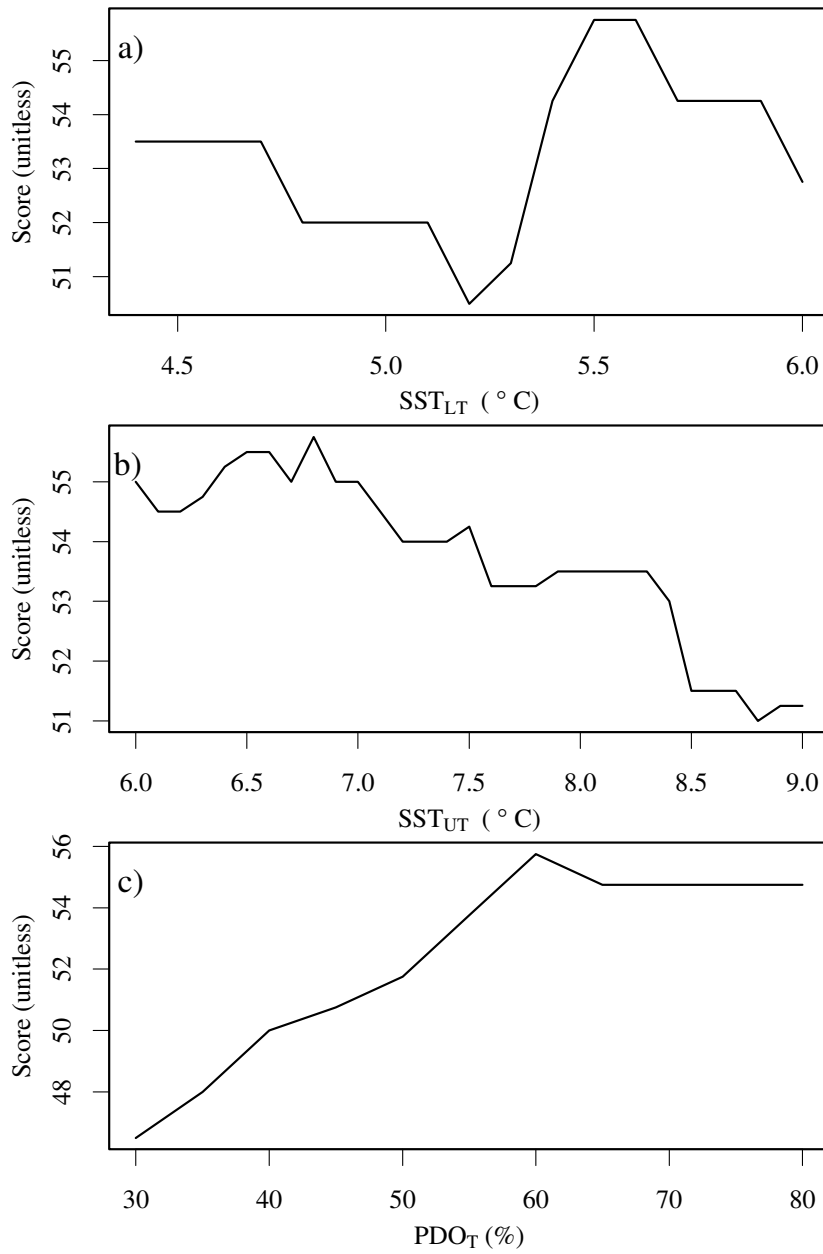 a)
Score (unitless)
55
54
53
52
51
4.5 5.0 5.5 6.0
SST_LT ( ° C)
b)
Score (unitless)
55
54
53
52
51
6.0 6.5 7.0 7.5 8.0 8.5 9.0
SST_UT ( ° C)
c)
Score (unitless)
56
54
52
50
48
30 40 50 60 70 80
PDO_T (%)